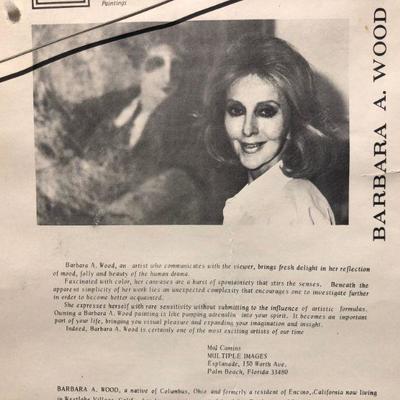 Paintings
BARBARA A. WOOD
Barbara A. Wood, an artist who communicates with the viewer, brings fresh delight in her reflection
of mood, folly and beauty of the human drama.
Fascinated with color, her canvases are a burst of spontaneity that stirs the senses. Beneath the
apparent simplicity of her work lies an unexpected complexity that encourages one to investigate further
in order to become better acquainted.
She expresses herself with rare sensitivity without submitting to the influence of artistic formulas.
Owning a Barbara A. Wood painting is like pumping adrenalin into your spirit. It becomes an important
part of your life, bringing you visual pleasure and expanding your imagination and insight.
Indeed, Barbara A. Wood is certainly one of the most exciting artists of our time
Mal Comins
MULTIPLE IMAGES
Esplanade, 150 Worth Ave.
Palm Beach, Florida 33480
BARBARA A. WOOD, a native of Columbus, Ohio and formerly a resident of Encino, California now living
in Westlake Village,